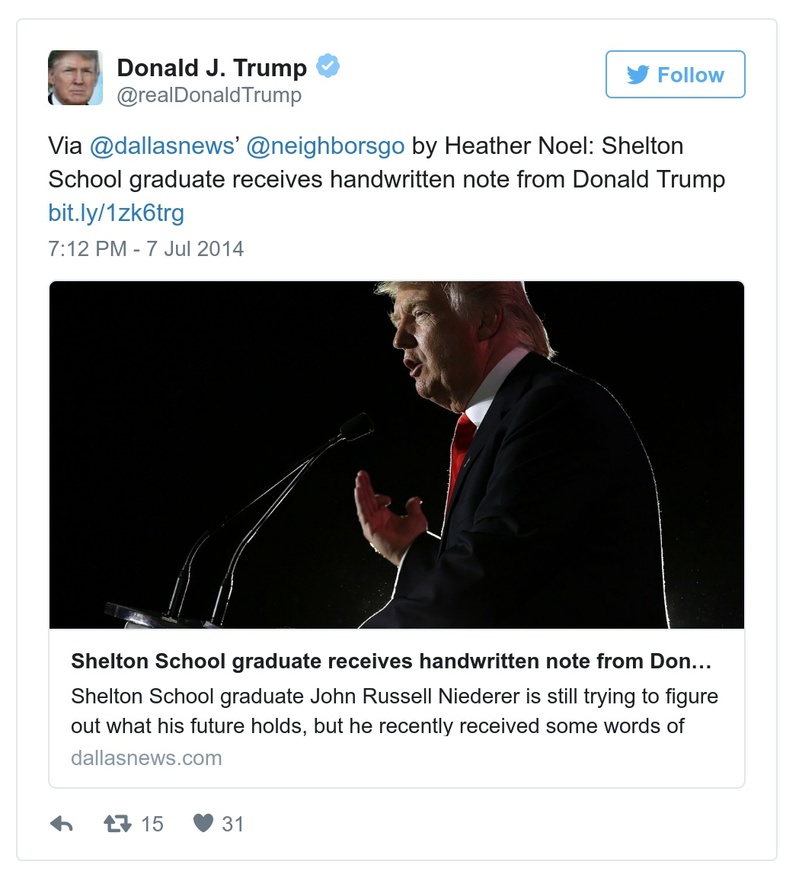 Donald J. Trump
@realDonaldTrump
Follow
Via @dallasnews’ @neighborsgo by Heather Noel: Shelton
School graduate receives handwritten note from Donald Trump
bit.ly/1zk6trg
7:12 PM - 7 Jul 2014
Shelton School graduate receives handwritten note from Don…
Shelton School graduate John Russell Niederer is still trying to figure
out what his future holds, but he recently received some words of
dallasnews.com
15 31